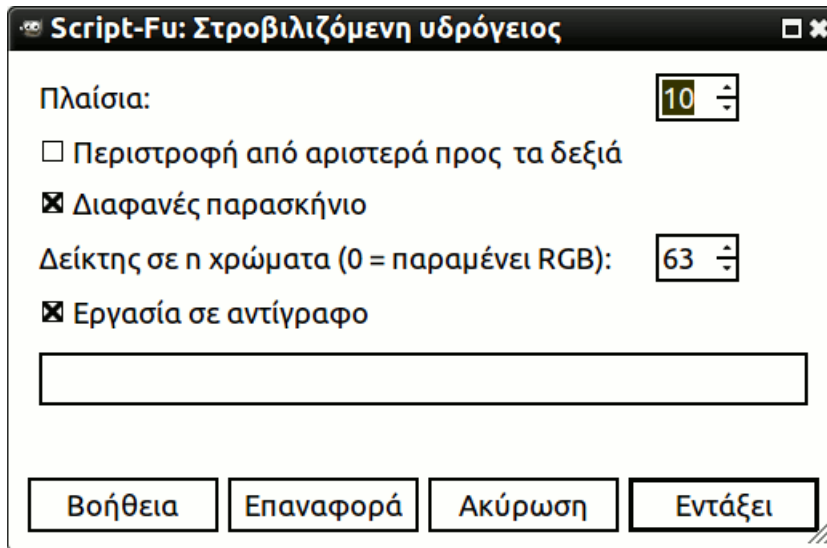 Script-Fu: Στροβιλιζόμενη υδρόγειος
Πλαίσια: 10
Περιστροφή από αριστερά προς τα δεξιά
Διαφανές παρασκήνιο
Δείκτης σε n χρώματα (0 = παραμένει RGB): 63
Εργασία σε αντίγραφο
Βοήθεια Επαναφορά Ακύρωση Εντάξει